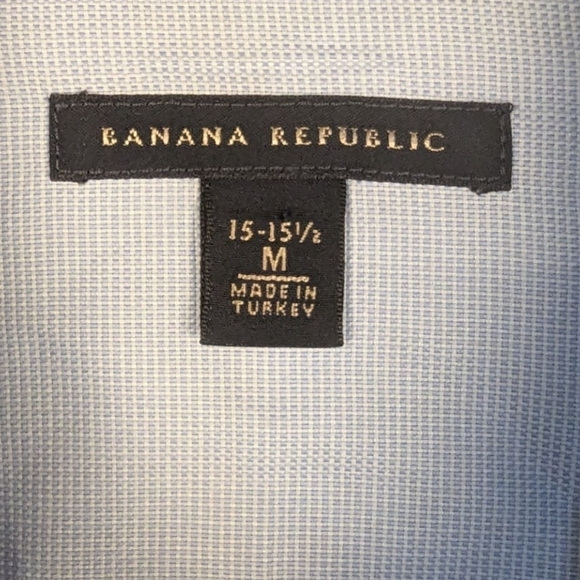 BANANA REPUBLIC
15-15½
M
MADE IN
TURKEY